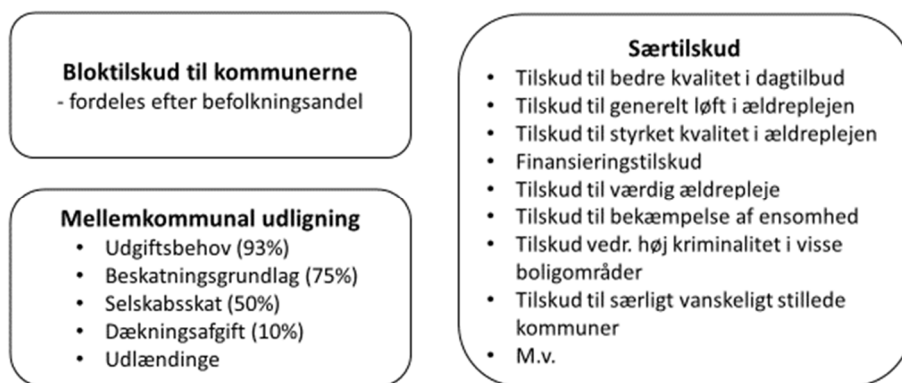 Bloktilskud til kommunerne
- fordeles efter befolkningsandel
Mellemkommunal udligning
• Udgiftsbehov (93%)
• Beskatningsgrundlag (75%)
• Selskabsskat (50%)
• Dækningsafgift (10%)
• Udlændinge
Særtilskud
• Tilskud til bedre kvalitet i dagtilbud
• Tilskud til generelt løft i ældreplejen
• Tilskud til styrket kvalitet i ældreplejen
• Finansieringstilskud
• Tilskud til værdig ældrepleje
• Tilskud til bekæmpelse af ensomhed
• Tilskud vedr. høj kriminalitet i visse
boligområder
• Tilskud til særligt vanskeligt stillede
kommuner
• M.v.